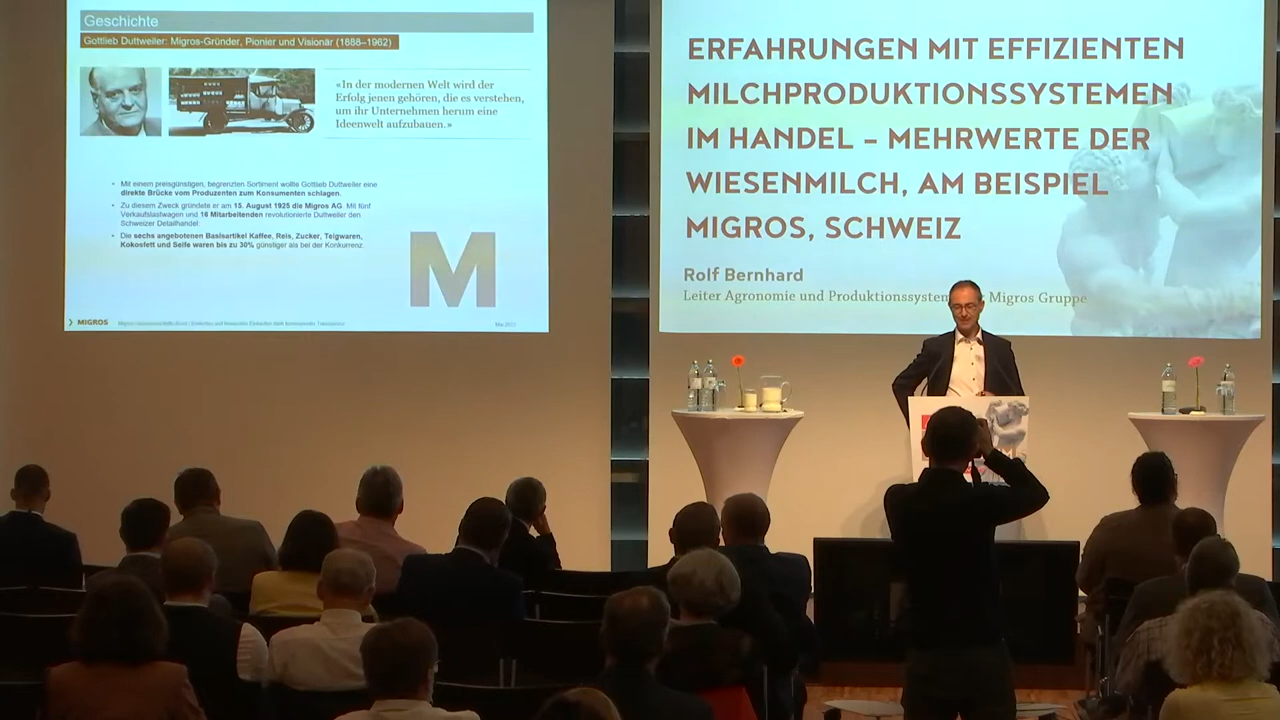 Geschichte
Gottlieb Duttweiler: Migros-Gründer, Pionier und Visionär (1888–1962)
«In der modernen Welt wird der
Erfolg jenen gehören, die es verstehen,
um ihr Unternehmen herum eine
Ideenwelt aufzubauen.»
• Mit einem preisgünstigen, begrenzten Sortiment wollte Gottlieb Duttweiler eine
direkte Brücke vom Produzenten zum Konsumenten schlagen.
• Zu diesem Zweck gründete er am 15. August 1925 die Migros AG. Mit fünf
Verkaufslastwagen und 16 Mitarbeitenden revolutionierte Duttweiler den
Schweizer Detailhandel.
• Die sechs angebotenen Basisartikel Kaffee, Reis, Zucker, Teigwaren,
Kokosfett und Seife waren bis zu 30% günstiger als bei der Konkurrenz.
M
MIGROS
ERFAHRUNGEN MIT EFFIZIENTEN
MILCHPRODUKTIONSSYSTEMEN
IM HANDEL – MEHRWERTE DER
WIESENMILCH, AM BEISPIEL
MIGROS, SCHWEIZ
Rolf Bernhard
Leiter Agronomie und Produktionssystem Migros Gruppe